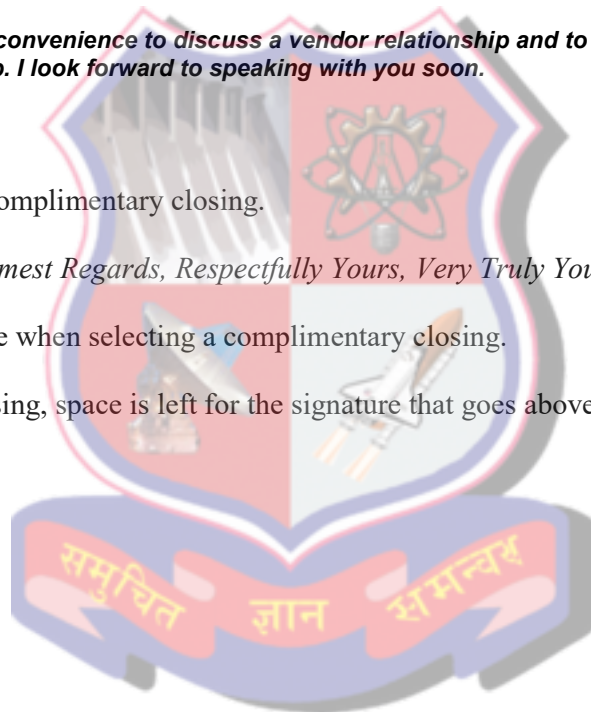 convenience to discuss a vendor relationship and to
. I look forward to speaking with you soon.
omplimentary closing.
mest Regards, Respectfully Yours, Very Truly You
e when selecting a complimentary closing.
sing, space is left for the signature that goes above
समुचित ज्ञान समन्वय